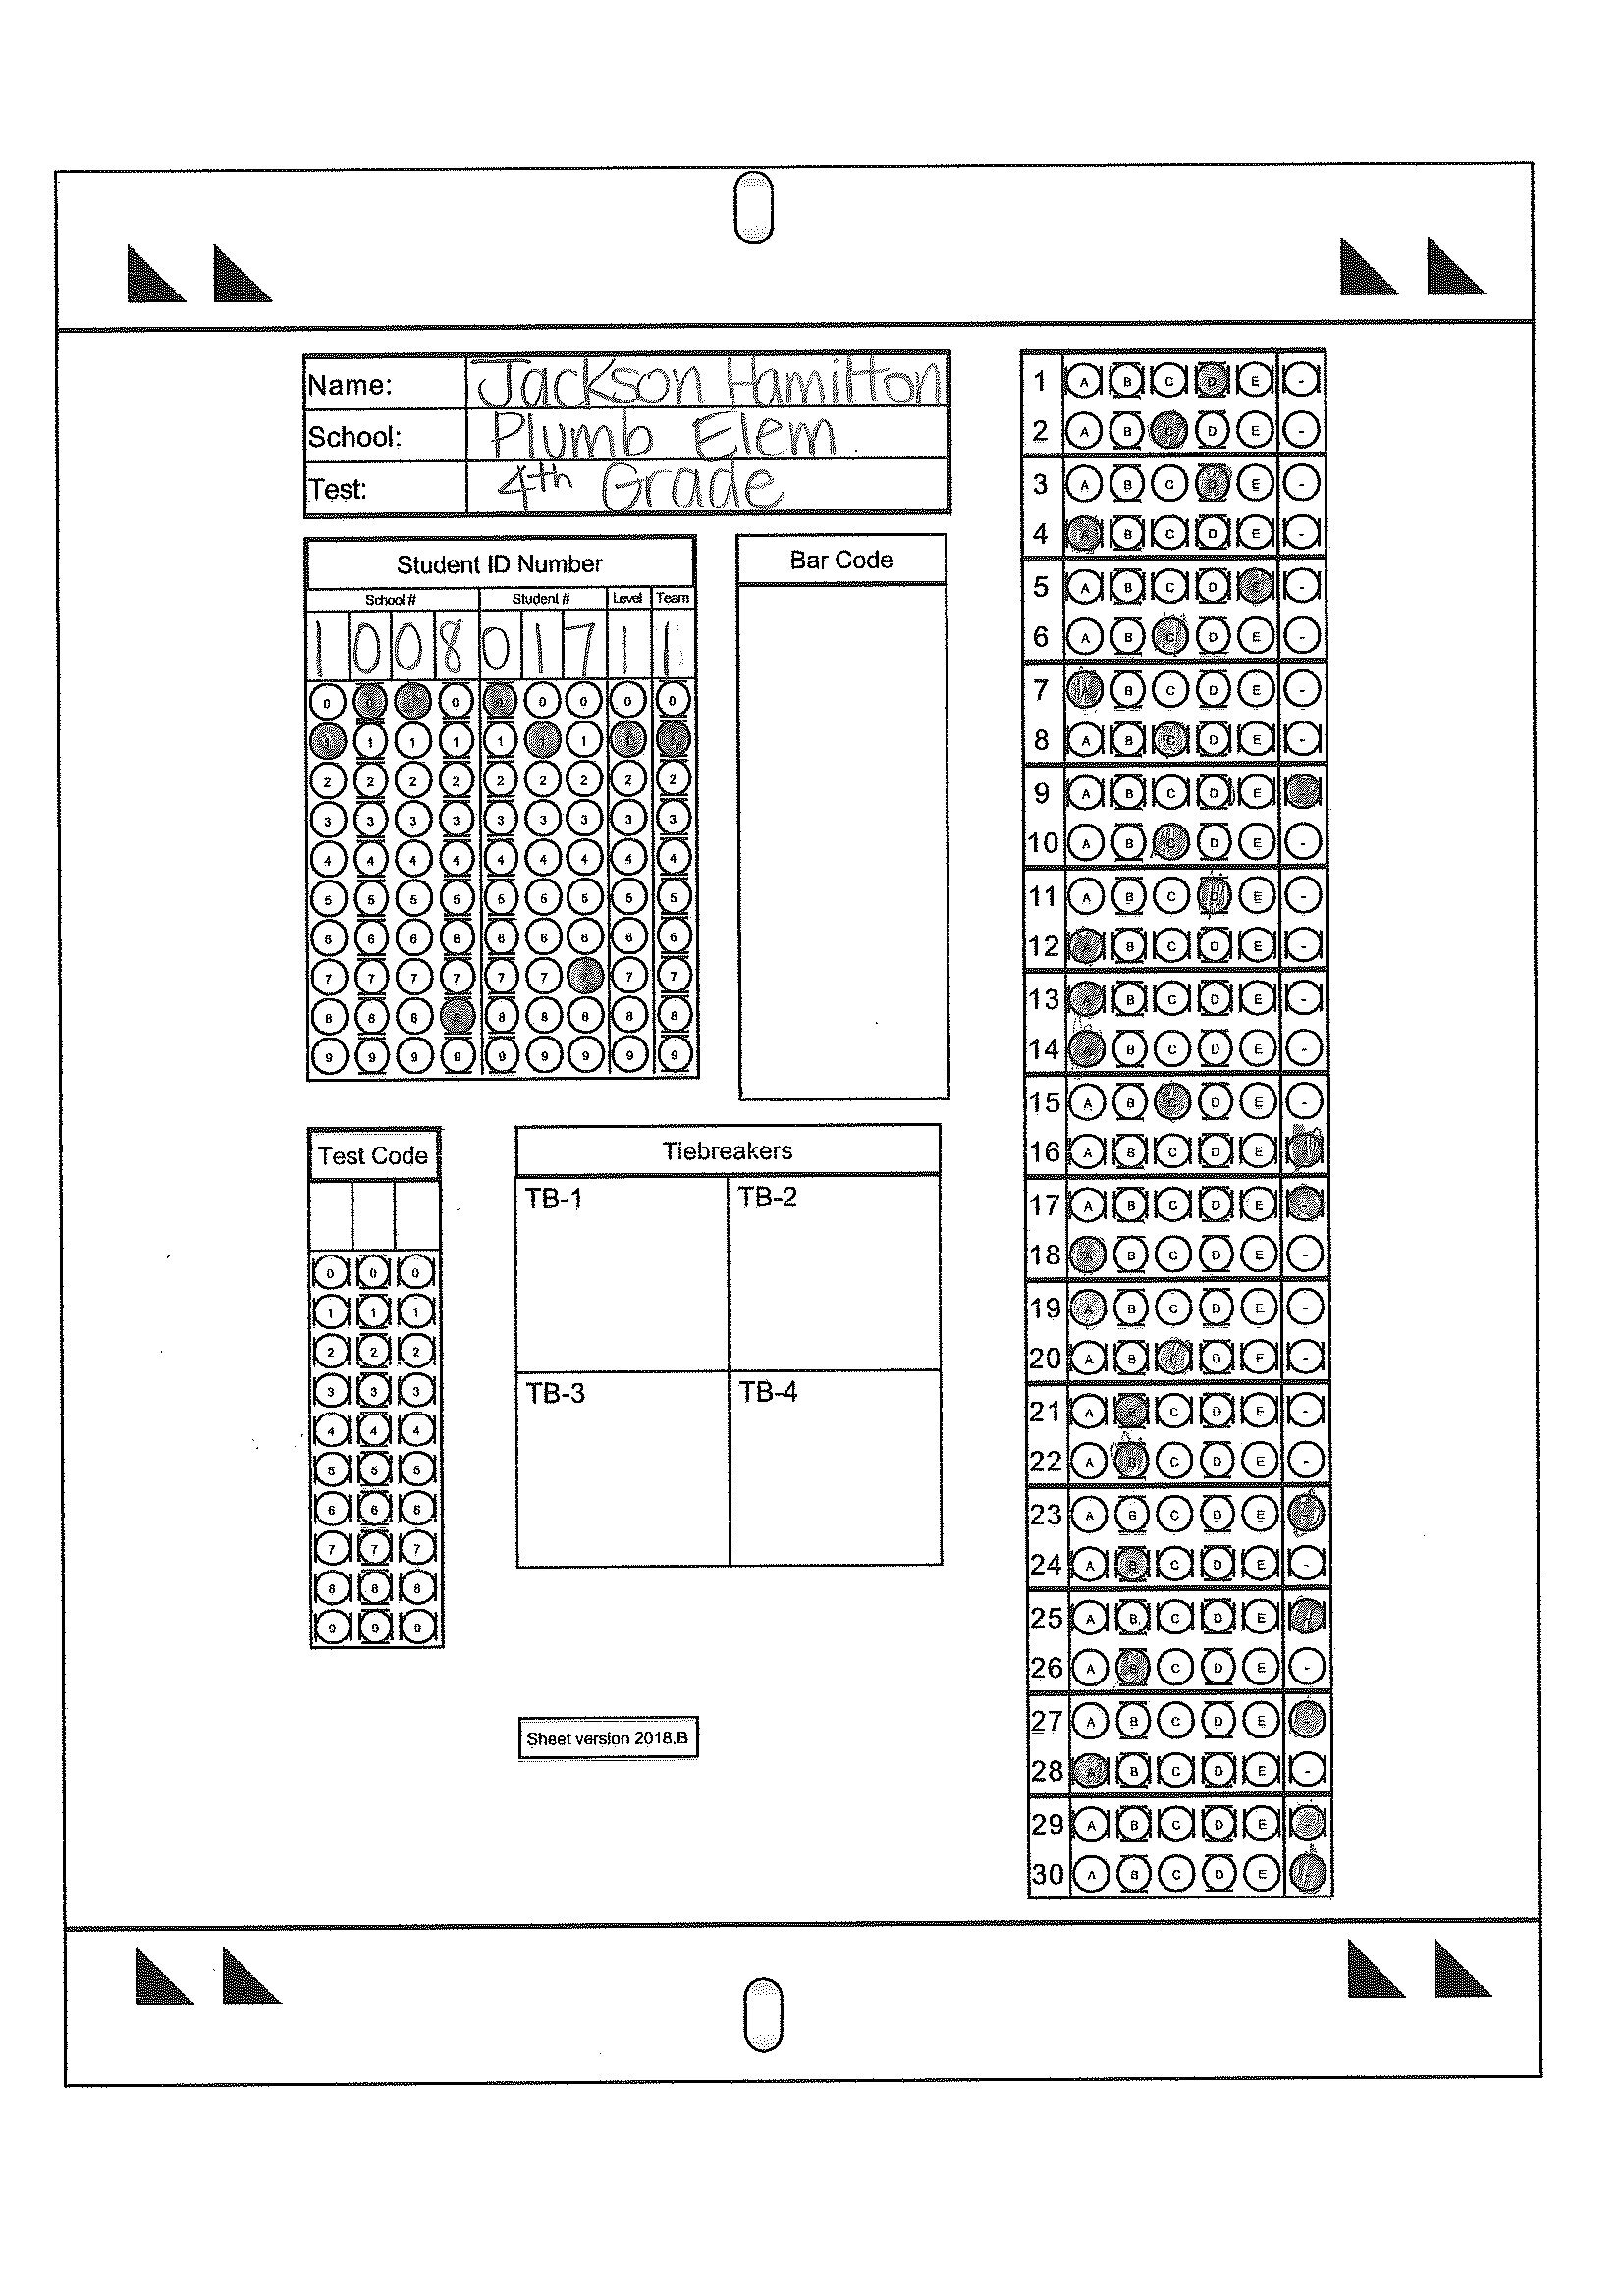 Name: Jackson Hamilton
School: Plumb Elem
Test: 4th Grade
Student ID Number
School # Student # Level Team
1 0 0 8 0 1 7 1 1
0 0 0 0 0 0 0 0 0
1 1 1 1 1 1 1 1 1
2 2 2 2 2 2 2 2 2
3 3 3 3 3 3 3 3 3
4 4 4 4 4 4 4 4 4
5 5 5 5 5 5 5 5 5
6 6 6 6 6 6 6 6 6
7 7 7 7 7 7 7 7 7
8 8 8 8 8 8 8 8 8
9 9 9 9 9 9 9 9 9
Bar Code
Test Code
0 0 0
1 1 1
2 2 2
3 3 3
4 4 4
5 5 5
6 6 6
7 7 7
8 8 8
9 9 9
Tiebreakers
TB-1 TB-2
TB-3 TB-4
Sheet version 2018.B
1 A B C D E -
2 A B C D E -
3 A B C D E -
4 A B C D E -
5 A B C D E -
6 A B C D E -
7 A B C D E -
8 A B C D E -
9 A B C D E
10 A B C D E -
11 A B C D E -
12 A B C D E -
13 A B C D E -
14 A B C D E -
15 A B C D E -
16 A B C D E
17 A B C D E -
18 A B C D E -
19 A B C D E -
20 A B C D E -
21 A B C D E -
22 A B C D E -
23 A B C D E
24 A B C D E -
25 A B C D E
26 A B C D E -
27 A B C D E
28 A B C D E -
29 A B C D E -
30 A B C D E